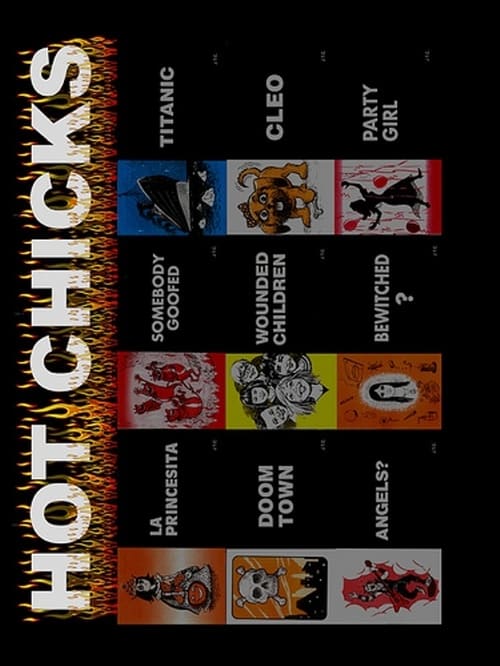 HOT CHICKS
LA
PRINCESITA
SOMEBODY
GOOFED
TITANIC
DOOM
TOWN
WOUNDED
CHILDREN
CLEO
ANGELS?
BEWITCHED
?
PARTY
GIRL